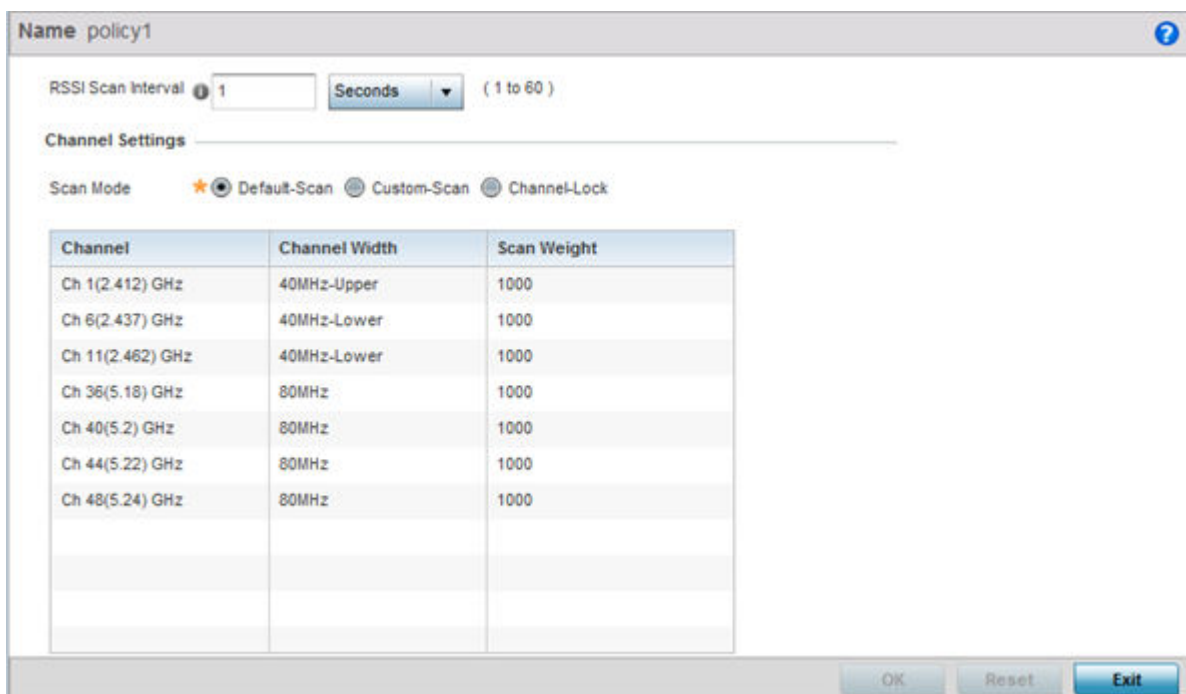 Name policy1
?
RSSI Scan Interval i 1 Seconds ( 1 to 60 )
Channel Settings
Scan Mode * Default-Scan Custom-Scan Channel-Lock
Channel Channel Width Scan Weight
Ch 1(2.412) GHz 40MHz-Upper 1000
Ch 6(2.437) GHz 40MHz-Lower 1000
Ch 11(2.462) GHz 40MHz-Lower 1000
Ch 36(5.18) GHz 80MHz 1000
Ch 40(5.2) GHz 80MHz 1000
Ch 44(5.22) GHz 80MHz 1000
Ch 48(5.24) GHz 80MHz 1000
OK Reset Exit